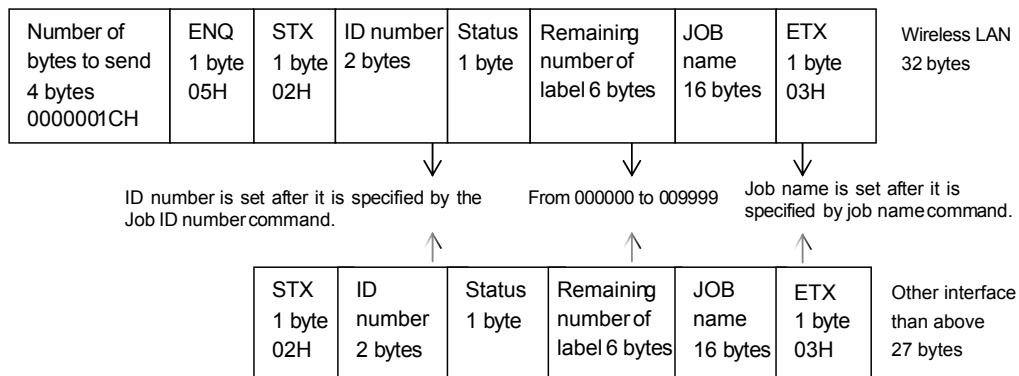 Number of bytes to send 4 bytes 0000001CH
ENQ 1 byte 05H
STX 1 byte 02H
ID number 2 bytes
Status 1 byte
Remaining number of label 6 bytes
JOB name 16 bytes
ETX 1 byte 03H
Wireless LAN 32 bytes
ID number is set after it is specified by the
Job ID number command.
From 000000 to 009999
Job name is set after it is
specified by job name command.
STX 1 byte 02H
ID number 2 bytes
Status 1 byte
Remaining number of label 6 bytes
JOB name 16 bytes
ETX 1 byte 03H
Other interface than above 27 bytes